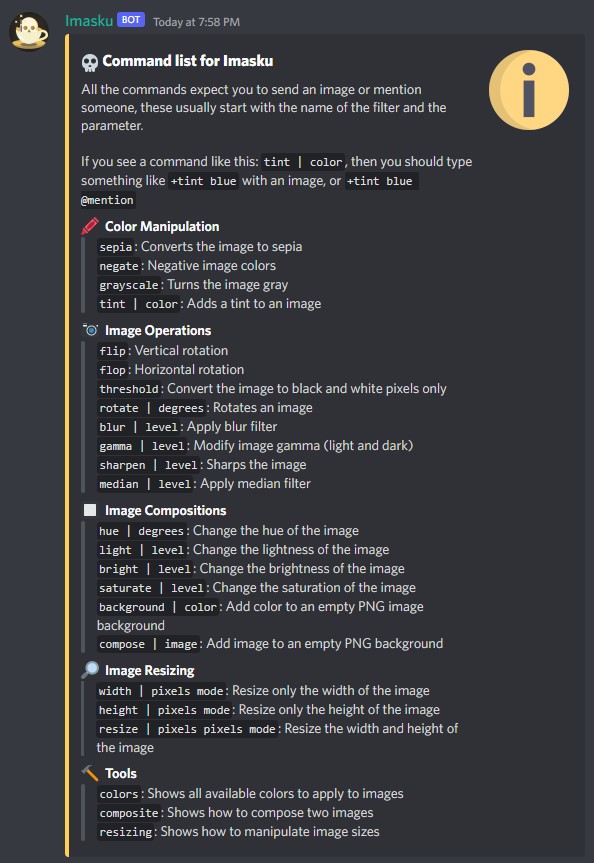 Imasku BOT Today at 7:58 PM
Command list for Imasku
All the commands expect you to send an image or mention
someone, these usually start with the name of the filter and the
parameter.
If you see a command like this: tint | color, then you should type
something like +tint blue with an image, or +tint blue
@mention
Color Manipulation
sepia: Converts the image to sepia
negate: Negative image colors
grayscale: Turns the image gray
tint | color: Adds a tint to an image
Image Operations
flip: Vertical rotation
flop: Horizontal rotation
threshold: Convert the image to black and white pixels only
rotate | degrees: Rotates an image
blur | level: Apply blur filter
gamma | level: Modify image gamma (light and dark)
sharpen | level: Sharps the image
median | level: Apply median filter
Image Compositions
hue | degrees: Change the hue of the image
light | level: Change the lightness of the image
bright | level: Change the brightness of the image
saturate | level: Change the saturation of the image
background | color: Add color to an empty PNG image
background
compose | image: Add image to an empty PNG background
Image Resizing
width | pixels mode: Resize only the width of the image
height | pixels mode: Resize only the height of the image
resize | pixels pixels mode: Resize the width and height of
the image
Tools
colors: Shows all available colors to apply to images
composite: Shows how to compose two images
resizing: Shows how to manipulate image sizes